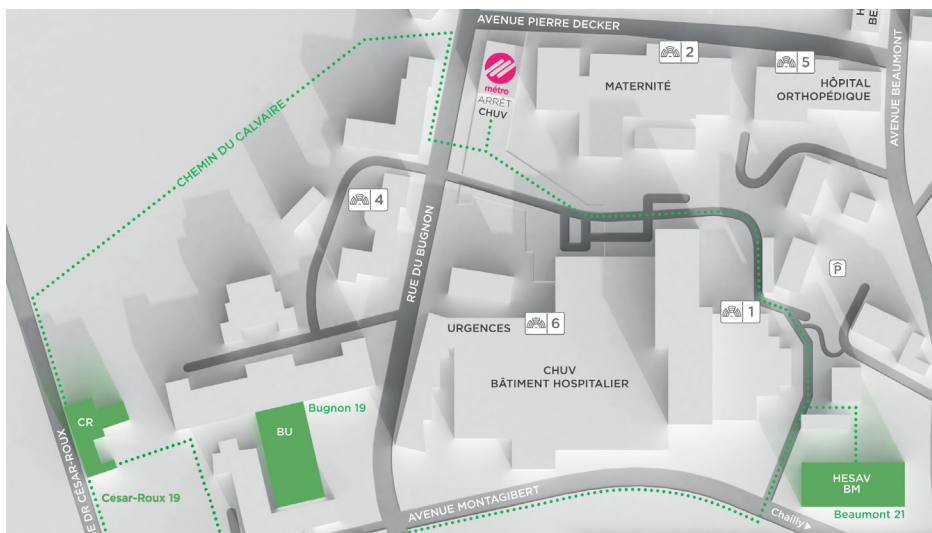 AVENUE PIERRE DECKER
H
BE
métro
ARRÊT
CHUV
2
MATERNITÉ
5
HÔPITAL
ORTHOPÉDIQUE
AVENUE BEAUMONT
CHEMIN DU CALVAIRE
4
RUE DU BUGNON
P
URGENCES
6
1
CHUV
BÂTIMENT HOSPITALIER
CR
Bugnon 19
BU
E DR CÉSAR-ROUX
Cesar-Roux 19
AVENUE MONTAGIBERT
HESAV
BM
Chailly
Beaumont 21